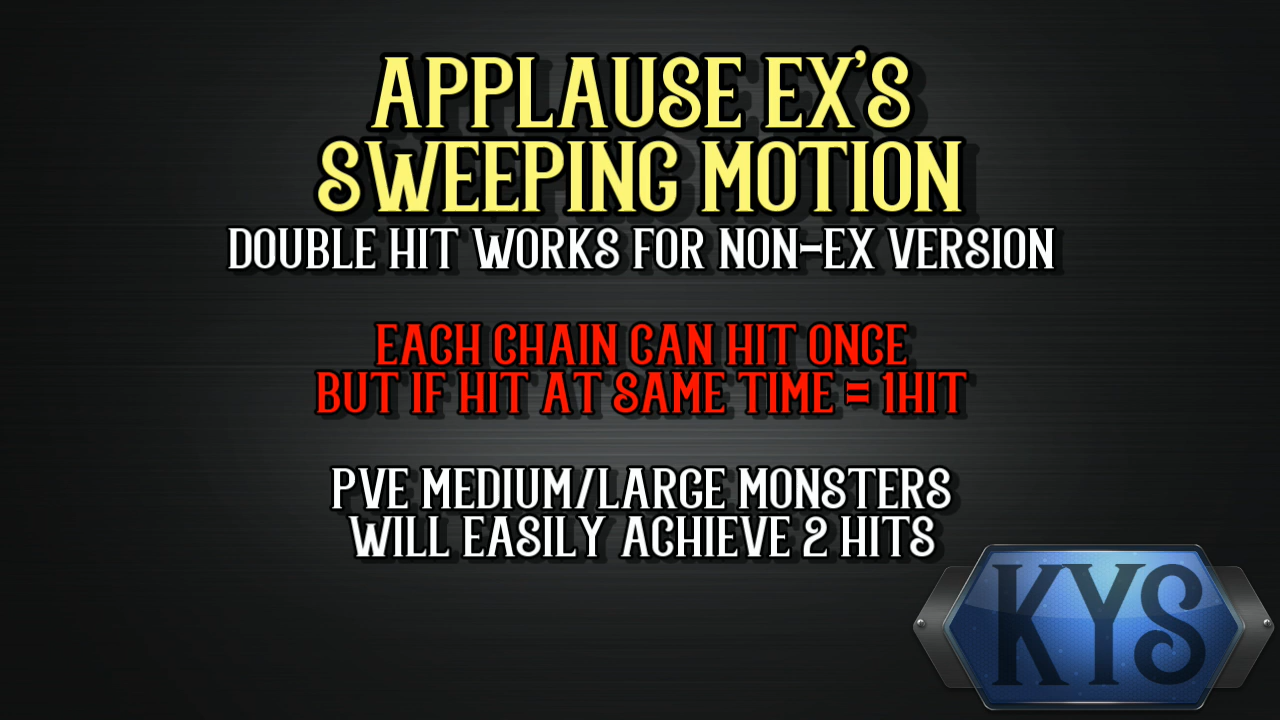 APPLAUSE EX'S
SWEEPING MOTION
DOUBLE HIT WORKS FOR NON-EX VERSION
EACH CHAIN CAN HIT ONCE
BUT IF HIT AT SAME TIME = 1HIT
PVE MEDIUM/LARGE MONSTERS
WILL EASILY ACHIEVE 2 HITS
KYS